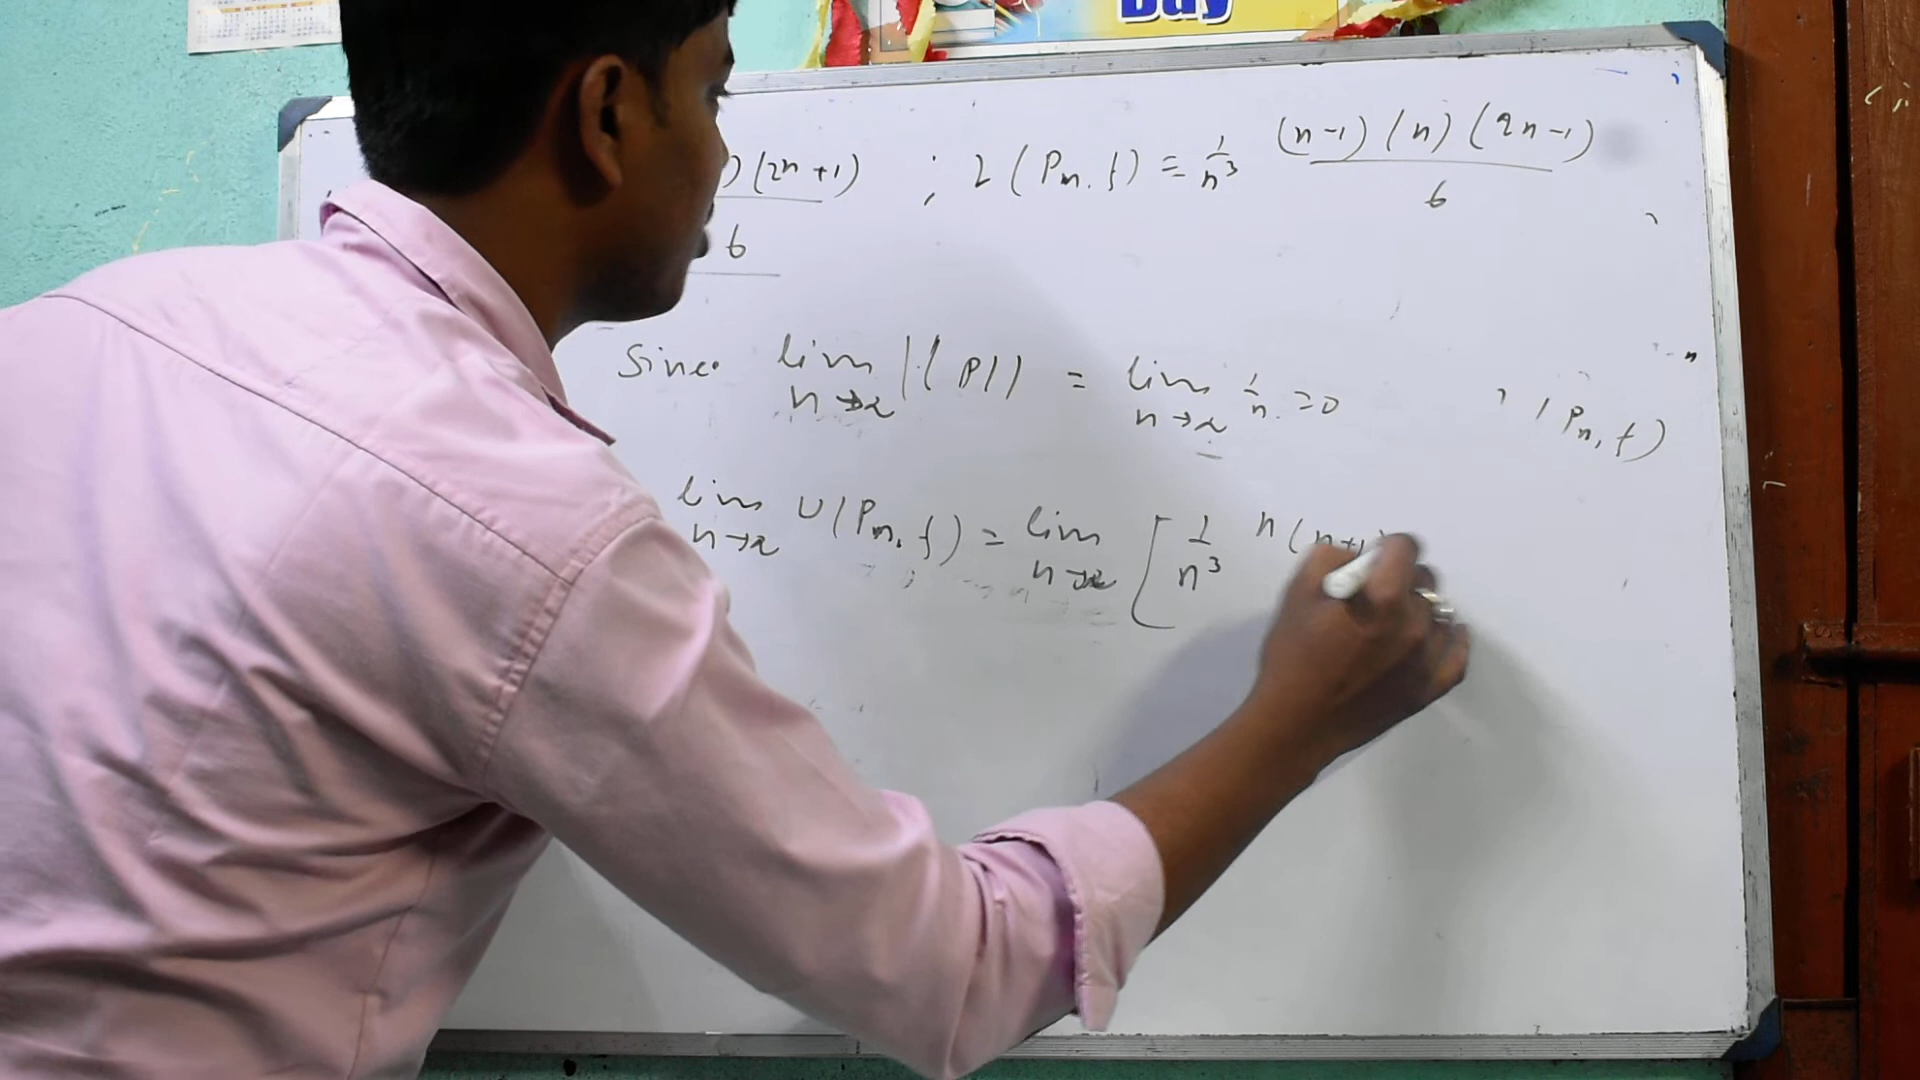 Day
)(2n+1) / 6 ; L(Pn, f) = 1/n³ (n-1)(n)(2n-1) / 6
Since lim n→∞ ||P|| = lim n→∞ 1/n = 0
(Pn, f)
lim n→∞ U(Pn, f) = lim n→∞ [ 1/n³ n(n+1)